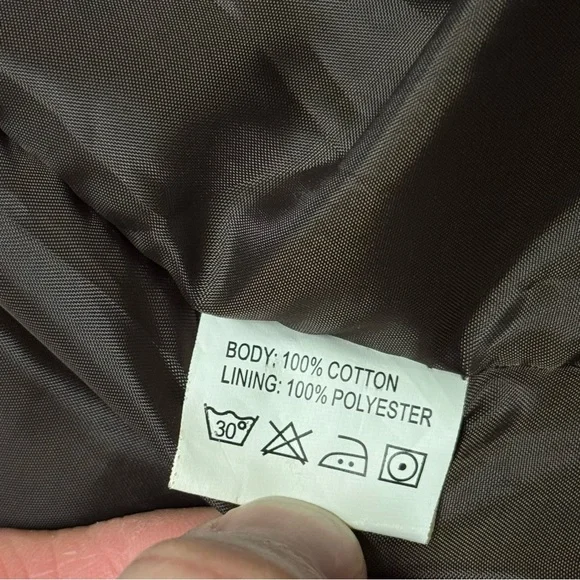 BODY: 100% COTTON
LINING: 100% POLYESTER
30°